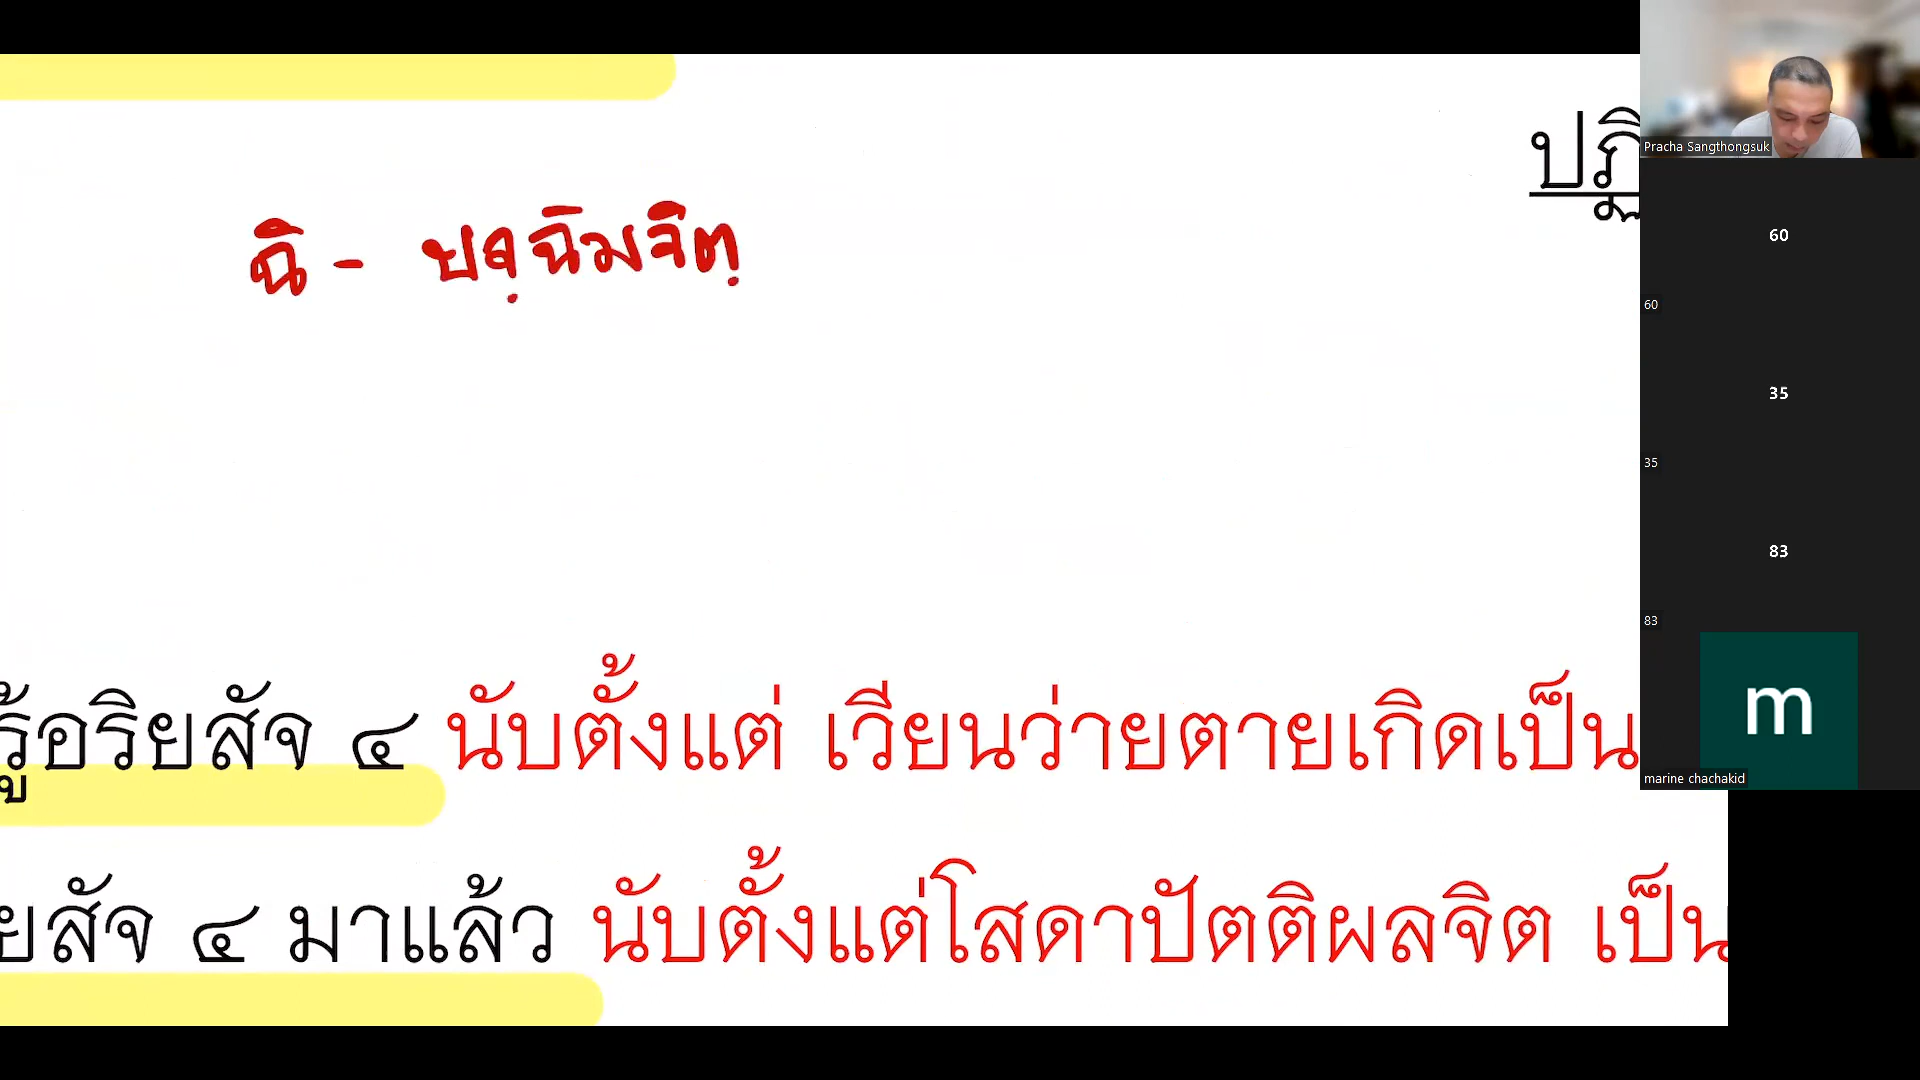 ปฏิ
ฉิ - ปจฺฉิมจิตฺ
รู้อริยสัจ ๔ นับตั้งแต่ เวียนว่ายตายเกิดเป็น
ยสัจ ๔ มาแล้ว นับตั้งแต่โสดาปัตติผลจิต เป็น
Pracha Sangthongsuk
60
60
35
35
83
83
m
marine chachakid